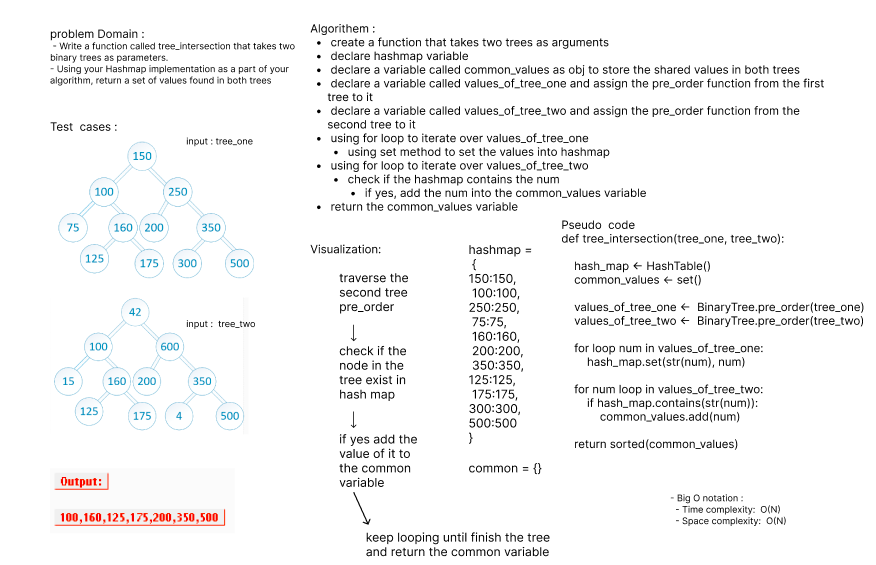 problem Domain :
- Write a function called tree_intersection that takes two
binary trees as parameters.
- Using your Hashmap implementation as a part of your
algorithm, return a set of values found in both trees
Test cases :
input : tree_one
150
100
250
75
160
200
350
125
175
300
500
input : tree_two
42
100
600
15
160
200
350
125
175
4
500
Output:
100,160,125,175,200,350,500
Algorithem :
• create a function that takes two trees as arguments
• declare hashmap variable
• declare a variable called common_values as obj to store the shared values in both trees
• declare a variable called values_of_tree_one and assign the pre_order function from the first
tree to it
• declare a variable called values_of_tree_two and assign the pre_order function from the
second tree to it
• using for loop to iterate over values_of_tree_one
• using set method to set the values into hashmap
• using for loop to iterate over values_of_tree_two
• check if the hashmap contains the num
• if yes, add the num into the common_values variable
• return the common_values variable
Visualization:
traverse the
second tree
pre_order
↓
check if the
node in the
tree exist in
hash map
↓
if yes add the
value of it to
the common
variable
keep looping until finish the tree
and return the common variable
hashmap =
{
150:150,
100:100,
250:250,
75:75,
160:160,
200:200,
350:350,
125:125,
175:175,
300:300,
500:500
}
common = {}
Pseudo code
def tree_intersection(tree_one, tree_two):
hash_map ← HashTable()
common_values ← set()
values_of_tree_one ← BinaryTree.pre_order(tree_one)
values_of_tree_two ← BinaryTree.pre_order(tree_two)
for loop num in values_of_tree_one:
hash_map.set(str(num), num)
for num loop in values_of_tree_two:
if hash_map.contains(str(num)):
common_values.add(num)
return sorted(common_values)
- Big O notation :
- Time complexity: O(N)
- Space complexity: O(N)